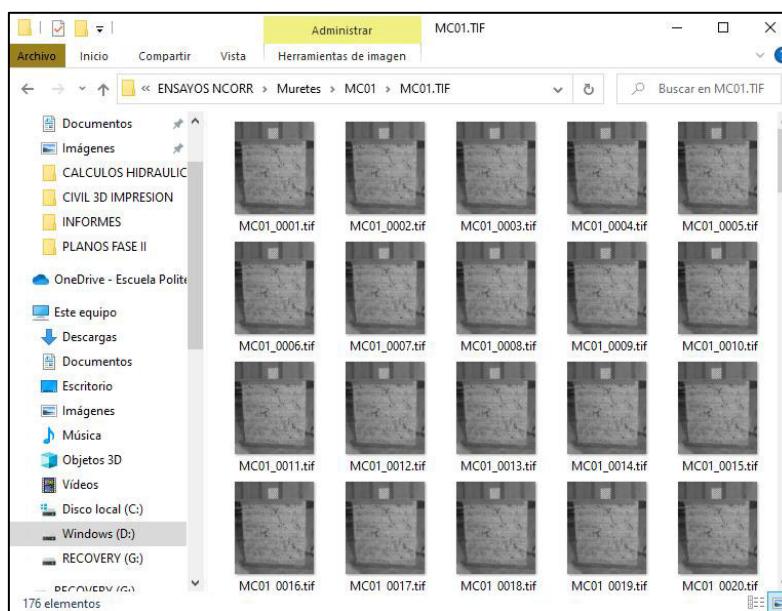 Administrar
MC01.TIF
Archivo
Inicio
Compartir
Vista
Herramientas de imagen
« ENSAYOS NCORR > Muretes > MC01 > MC01.TIF
Buscar en MC01.TIF
Documentos
Imágenes
CALCULOS HIDRAULIC
CIVIL 3D IMPRESION
INFORMES
PLANOS FASE II
OneDrive - Escuela Polite
Este equipo
Descargas
Documentos
Escritorio
Imágenes
Música
Objetos 3D
Vídeos
Disco local (C:)
Windows (D:)
RECOVERY (G:)
RECOVERY (G:)
MC01_0001.tif MC01_0002.tif MC01_0003.tif MC01_0004.tif MC01_0005.tif
MC01_0006.tif MC01_0007.tif MC01_0008.tif MC01_0009.tif MC01_0010.tif
MC01_0011.tif MC01_0012.tif MC01_0013.tif MC01_0014.tif MC01_0015.tif
MC01_0016.tif MC01_0017.tif MC01_0018.tif MC01_0019.tif MC01_0020.tif
176 elementos